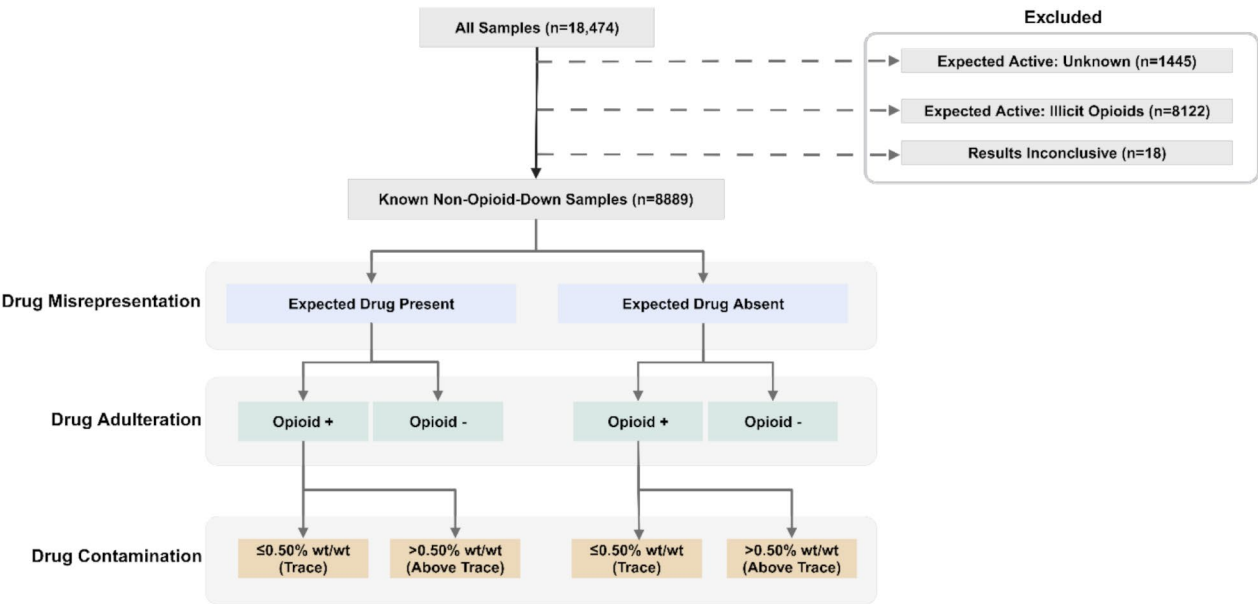 All Samples (n=18,474)
Excluded
Expected Active: Unknown (n=1445)
Expected Active: Illicit Opioids (n=8122)
Results Inconclusive (n=18)
Known Non-Opioid-Down Samples (n=8889)
Drug Misrepresentation
Expected Drug Present
Expected Drug Absent
Drug Adulteration
Opioid +
Opioid -
Opioid +
Opioid -
Drug Contamination
≤0.50% wt/wt
(Trace)
>0.50% wt/wt
(Above Trace)
≤0.50% wt/wt
(Trace)
>0.50% wt/wt
(Above Trace)